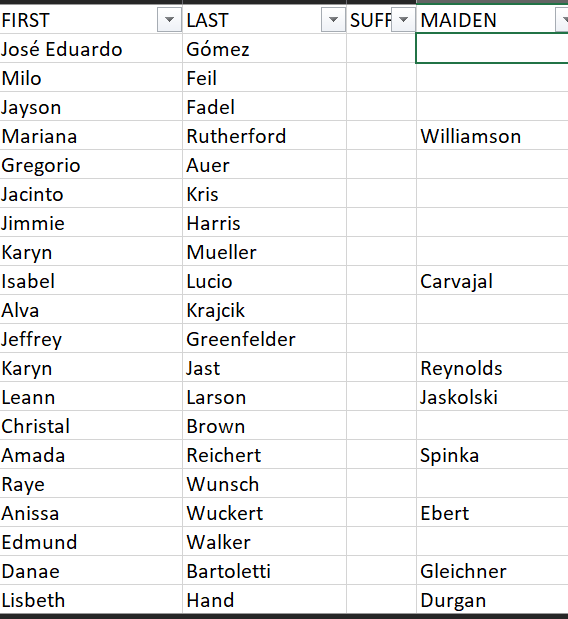 FIRST LAST SUFF MAIDEN
José Eduardo Gómez
Milo Feil
Jayson Fadel
Mariana Rutherford Williamson
Gregorio Auer
Jacinto Kris
Jimmie Harris
Karyn Mueller
Isabel Lucio Carvajal
Alva Krajcik
Jeffrey Greenfelder
Karyn Jast Reynolds
Leann Larson Jaskolski
Christal Brown
Amada Reichert Spinka
Raye Wunsch
Anissa Wuckert Ebert
Edmund Walker
Danae Bartoletti Gleichner
Lisbeth Hand Durgan